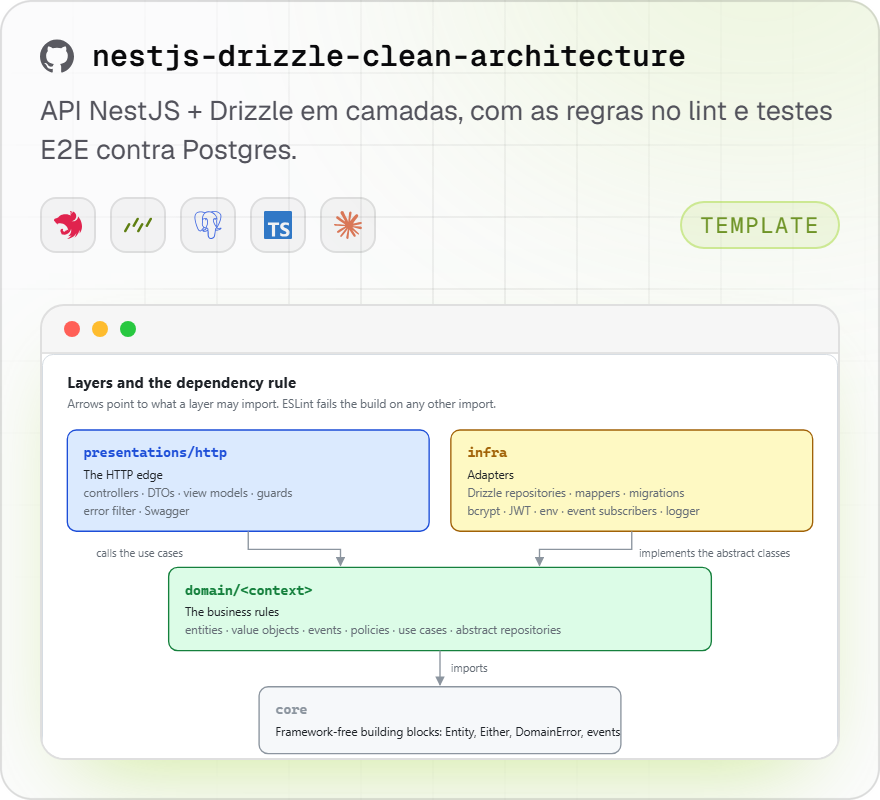 nestjs-drizzle-clean-architecture
API NestJS + Drizzle em camadas, com as regras no lint e testes
E2E contra Postgres.
TS
TEMPLATE
Layers and the dependency rule
Arrows point to what a layer may import. ESLint fails the build on any other import.
presentations/http
The HTTP edge
controllers · DTOs · view models · guards
error filter · Swagger
infra
Adapters
Drizzle repositories · mappers · migrations
bcrypt · JWT · env · event subscribers · logger
calls the use cases
implements the abstract classes
domain/<context>
The business rules
entities · value objects · events · policies · use cases · abstract repositories
imports
core
Framework-free building blocks: Entity, Either, DomainError, events